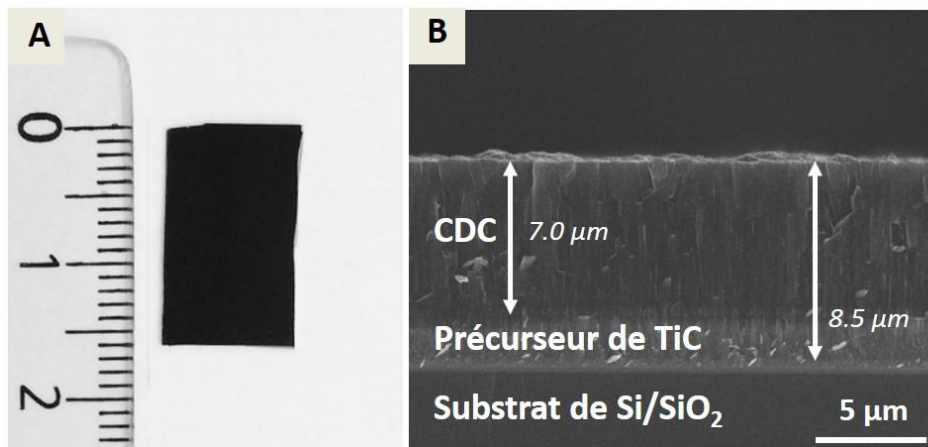 A
0
1
2
B
CDC
7.0 µm
8.5 µm
Précurseur de TiC
Substrat de Si/SiO₂
5 µm